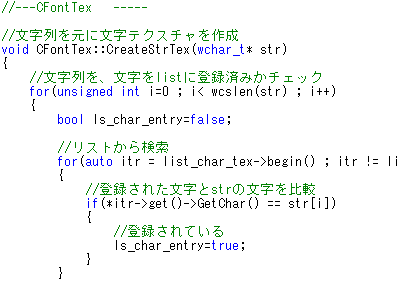 //---CFontTex   -----
//文字列を元に文字テクスチャを作成
void CFontTex::CreateStrTex(wchar_t* str)
{
//文字列を、文字をlistに登録済みかチェック
for(unsigned int i=0 ; i< wcslen(str) ; i++)
{
bool ls_char_entry=false;
//リストから検索
for(auto itr = list_char_tex->begin() ; itr != li
{
//登録された文字とstrの文字を比較
if(*itr->get()->GetChar() == str[i])
{
//登録されている
ls_char_entry=true;
}
}